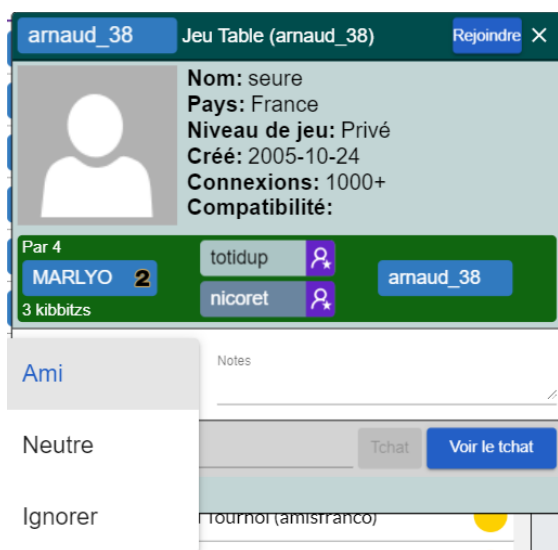 arnaud_38 Jeu Table (arnaud_38) Rejoindre ×
Nom: seure
Pays: France
Niveau de jeu: Privé
Créé: 2005-10-24
Connexions: 1000+
Compatibilité:
Par 4
totidup
MARLYO 2 arnaud_38
nicoret
3 kibbitzs
Notes
Ami
Neutre
Tchat Voir le tchat
Ignorer
Tournoi (amisfranco)